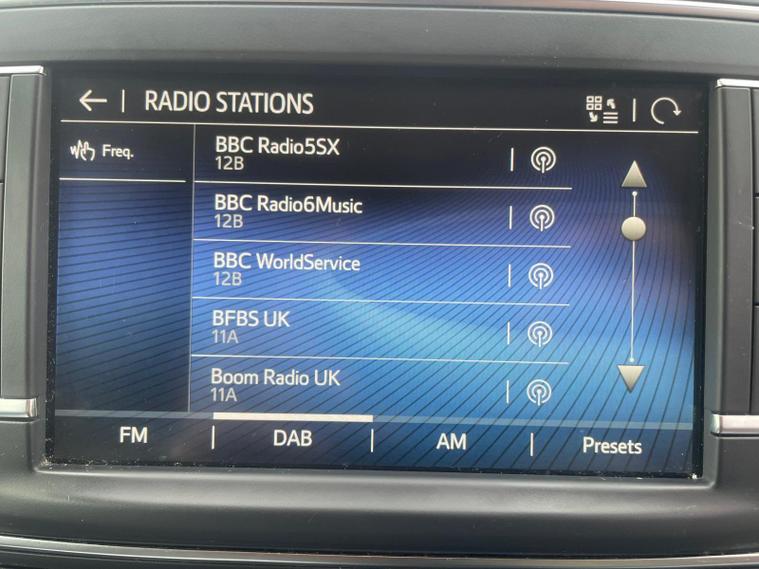 RADIO STATIONS
Freq.
BBC Radio5SX
12B
BBC Radio6Music
12B
BBC WorldService
12B
BFBS UK
11A
Boom Radio UK
11A
FM
DAB
AM
Presets